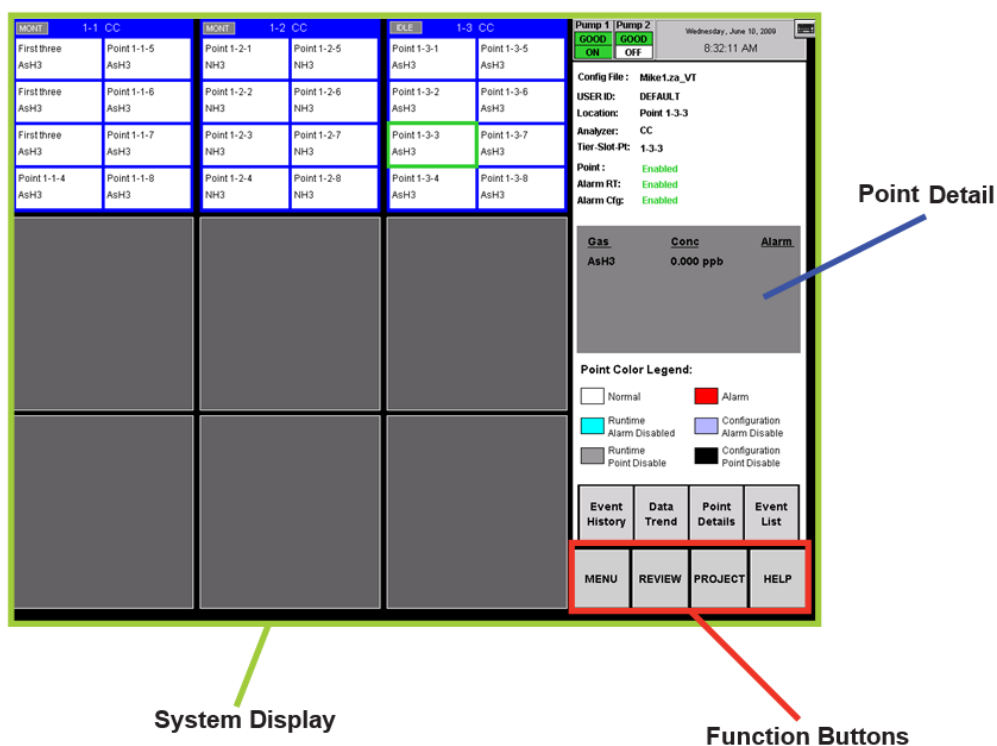 MONT 1-1 CC
First three Point 1-1-5
AsH3 AsH3
First three Point 1-1-6
AsH3 AsH3
First three Point 1-1-7
AsH3 AsH3
Point 1-1-4 Point 1-1-8
AsH3 AsH3
MONT 1-2 CC
Point 1-2-1 Point 1-2-5
NH3 NH3
Point 1-2-2 Point 1-2-6
NH3 NH3
Point 1-2-3 Point 1-2-7
NH3 NH3
Point 1-2-4 Point 1-2-8
NH3 NH3
IDLE 1-3 CC
Point 1-3-1 Point 1-3-5
AsH3 AsH3
Point 1-3-2 Point 1-3-6
AsH3 AsH3
Point 1-3-3 Point 1-3-7
AsH3 AsH3
Point 1-3-4 Point 1-3-8
AsH3 AsH3
Pump 1 Pump 2
GOOD GOOD
ON OFF
Wednesday, June 10, 2009
8:32:11 AM
Config File : Mike1.za_VT
USER ID: DEFAULT
Location: Point 1-3-3
Analyzer: CC
Tier-Slot-Pt: 1-3-3
Point : Enabled
Alarm RT: Enabled
Alarm Cfg: Enabled
Gas Conc Alarm
AsH3 0.000 ppb
Point Color Legend:
Normal
Alarm
Runtime
Alarm Disabled
Configuration
Alarm Disable
Runtime
Point Disable
Configuration
Point Disable
Event
History
Data
Trend
Point
Details
Event
List
MENU REVIEW PROJECT HELP
Point Detail
System Display
Function Buttons